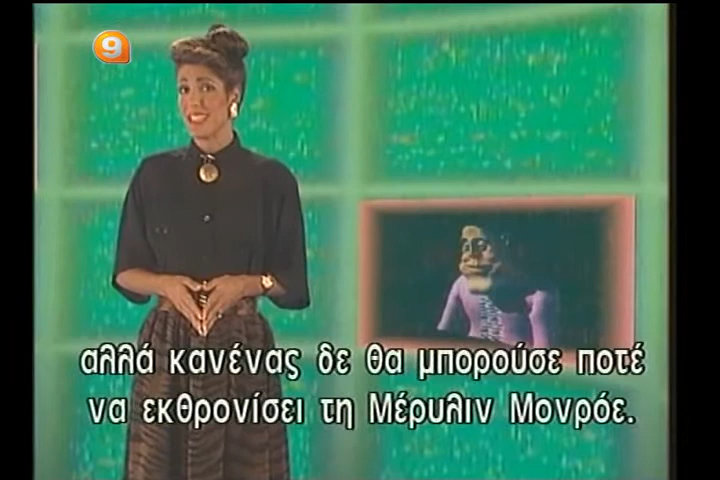 9
αλλά κανένας δε θα μπορούσε ποτέ
να εκθρονίσει τη Μέρυλιν Μονρόε.